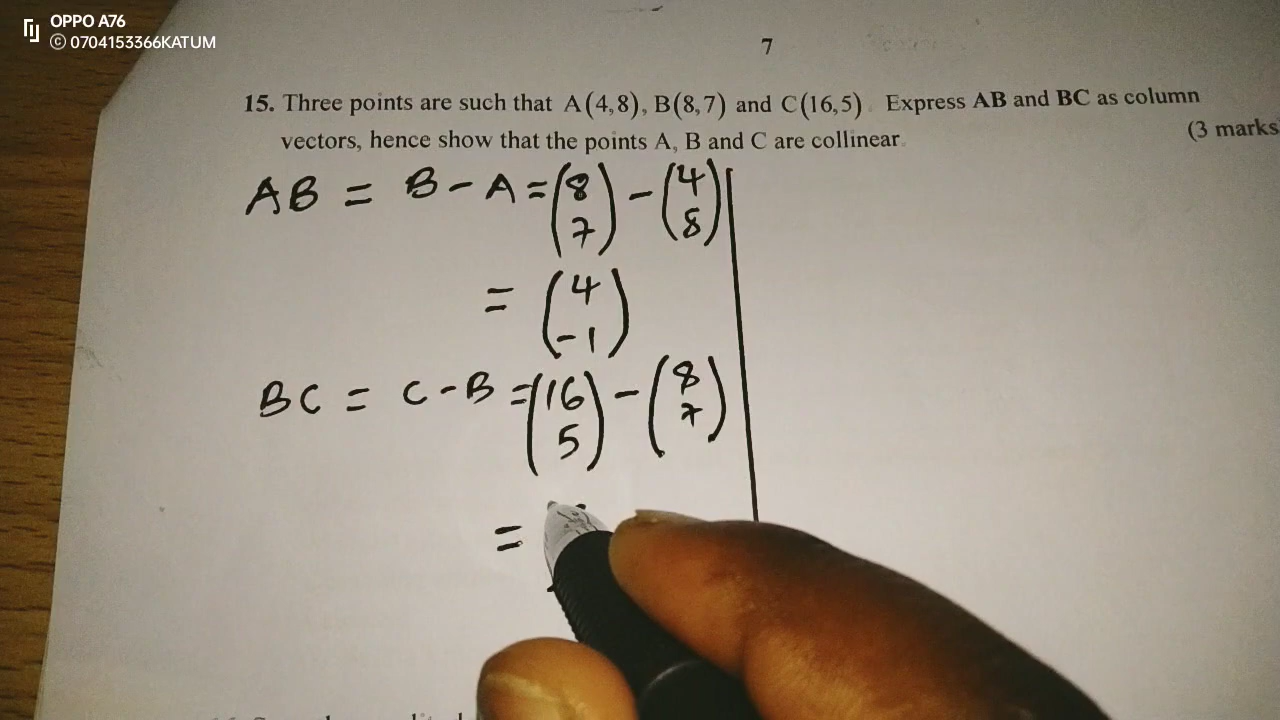 OPPO A76
© 0704153366KATUM
7
15. Three points are such that A(4,8), B(8,7) and C(16,5). Express AB and BC as column
vectors, hence show that the points A, B and C are collinear.
(3 marks
AB = B - A = (8 7) - (4 8)
= (4 -1)
BC = C - B = (16 5) - (8 7)
=